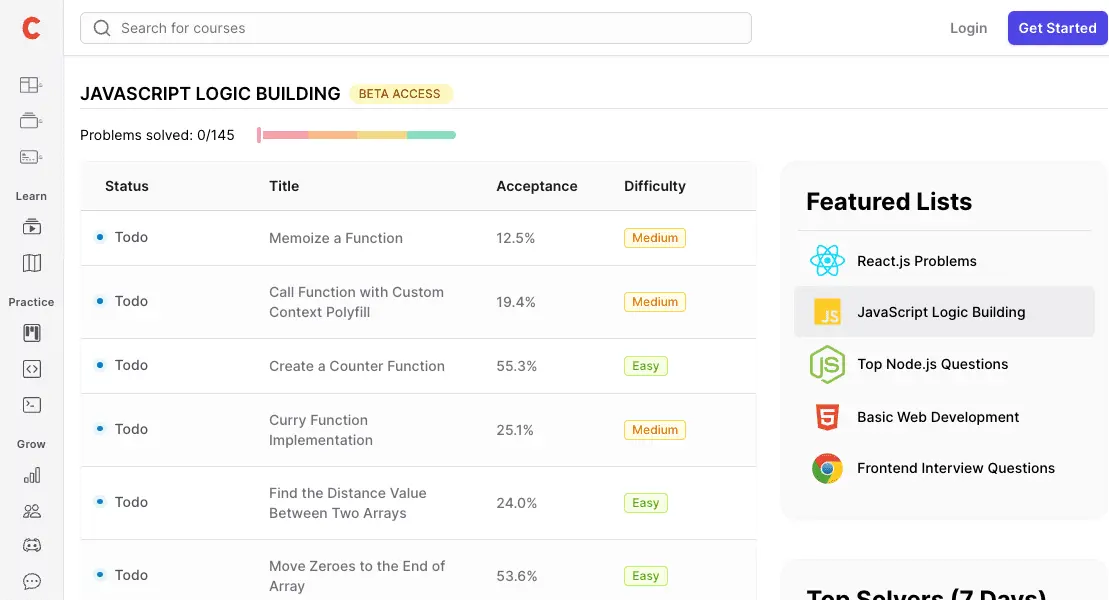 C
Search for courses
Login
Get Started
JAVASCRIPT LOGIC BUILDING
BETA ACCESS
Problems solved: 0/145
Status Title Acceptance Difficulty
Todo Memoize a Function 12.5% Medium
Todo Call Function with Custom
Context Polyfill 19.4% Medium
Todo Create a Counter Function 55.3% Easy
Todo Curry Function
Implementation 25.1% Medium
Todo Find the Distance Value
Between Two Arrays 24.0% Easy
Todo Move Zeroes to the End of
Array 53.6% Easy
Learn
Practice
Grow
Featured Lists
React.js Problems
JS JavaScript Logic Building
JS Top Node.js Questions
5 Basic Web Development
Frontend Interview Questions
Top Solvers (7 Days)